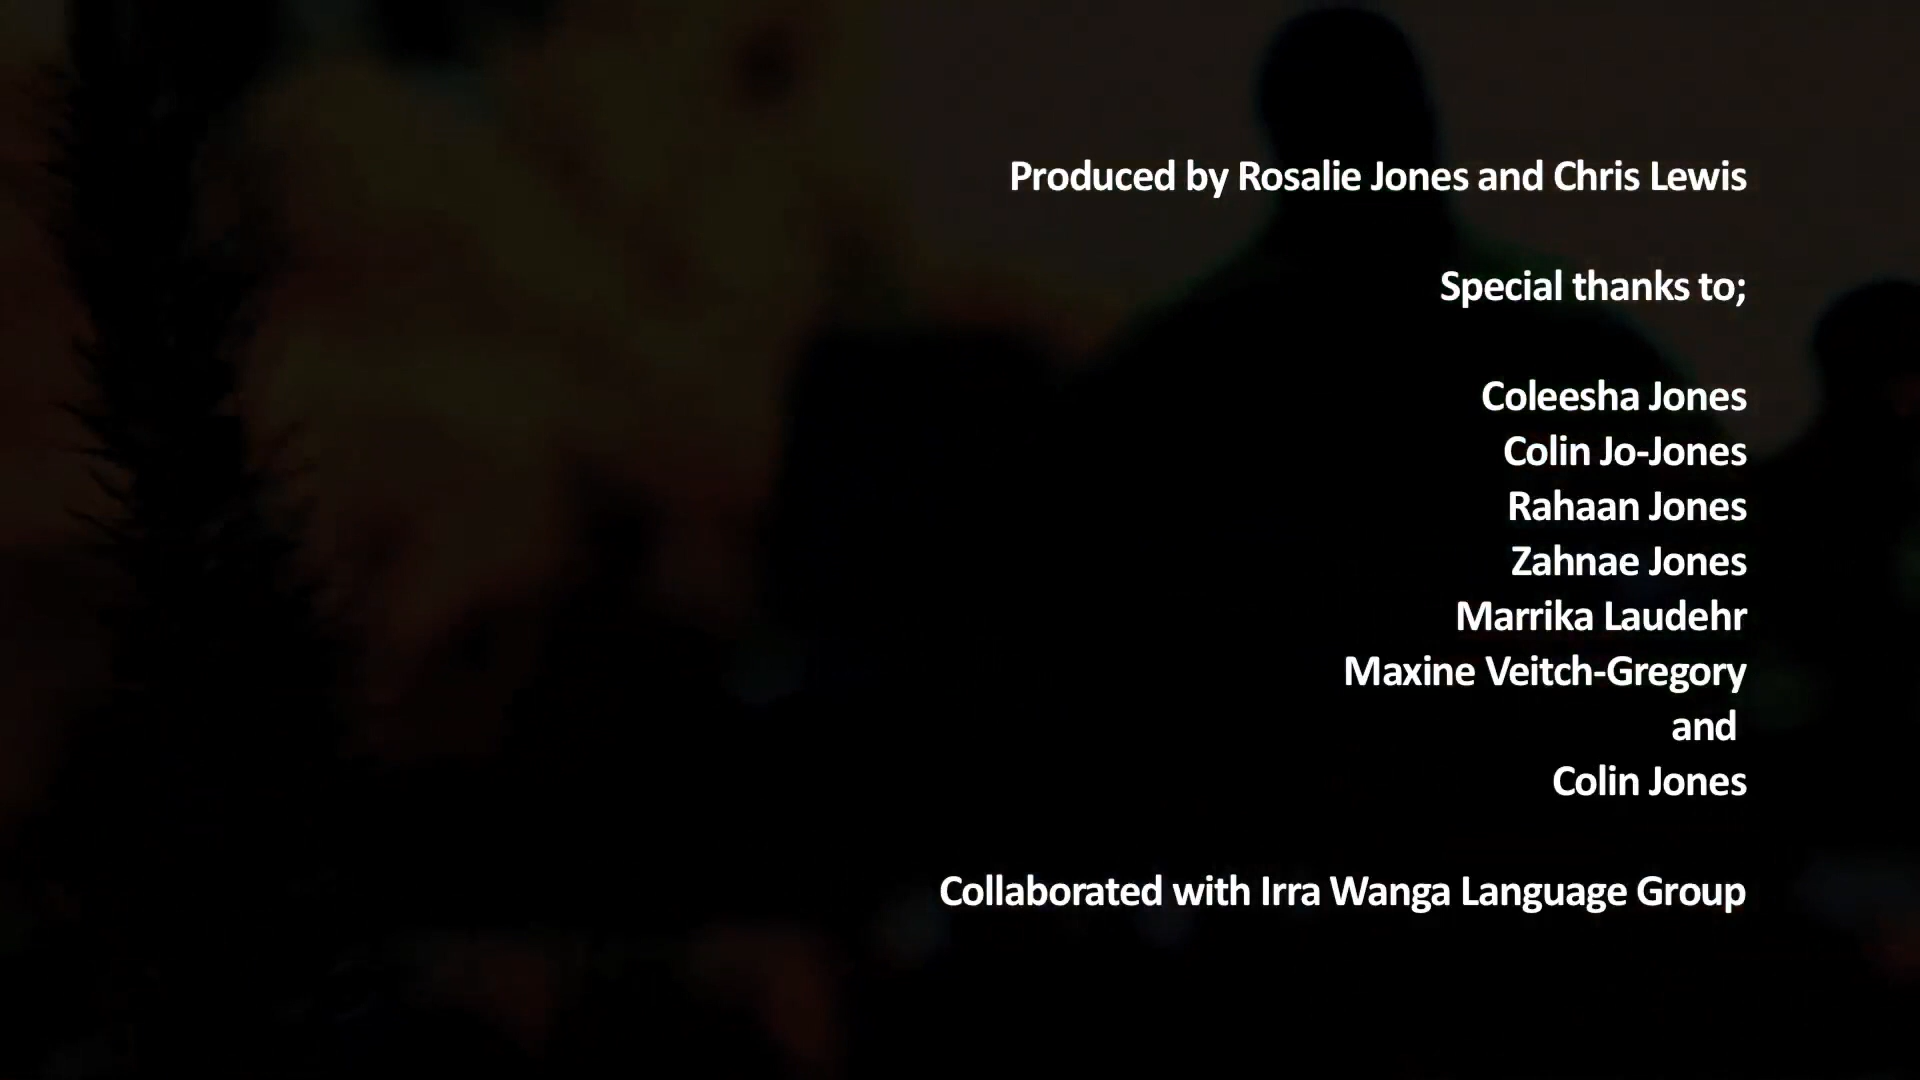 Produced by Rosalie Jones and Chris Lewis
Special thanks to;
Coleesha Jones
Colin Jo-Jones
Rahaan Jones
Zahnae Jones
Marrika Laudehr
Maxine Veitch-Gregory
and
Colin Jones
Collaborated with Irra Wanga Language Group